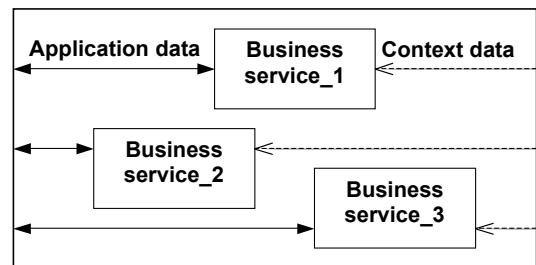 Application data
Business
service_1
Context data
Business
service_2
Business
service_3